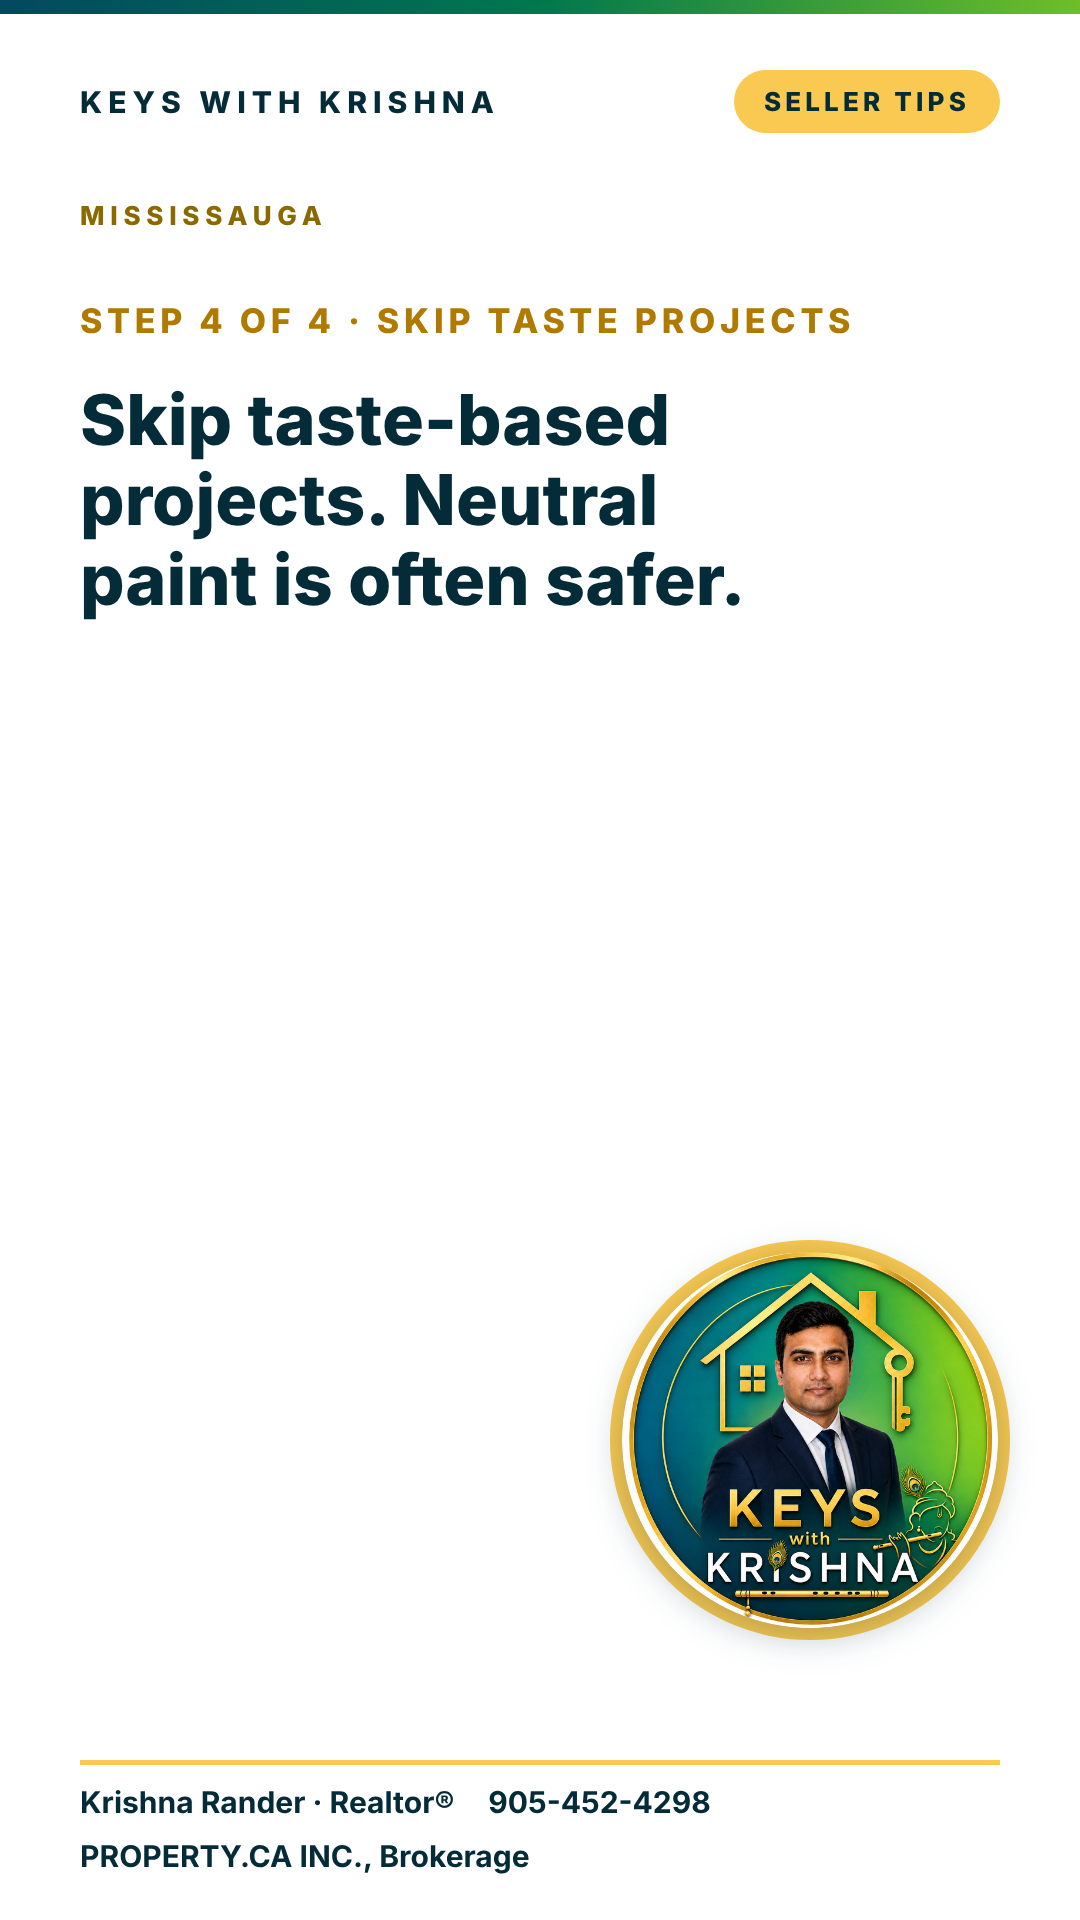 KEYS WITH KRISHNA
SELLER TIPS
MISSISSAUGA
STEP 4 OF 4 · SKIP TASTE PROJECTS
Skip taste-based
projects. Neutral
paint is often safer.
KEYS
with
KRISHNA
Krishna Rander · Realtor® 905-452-4298
PROPERTY.CA INC., Brokerage